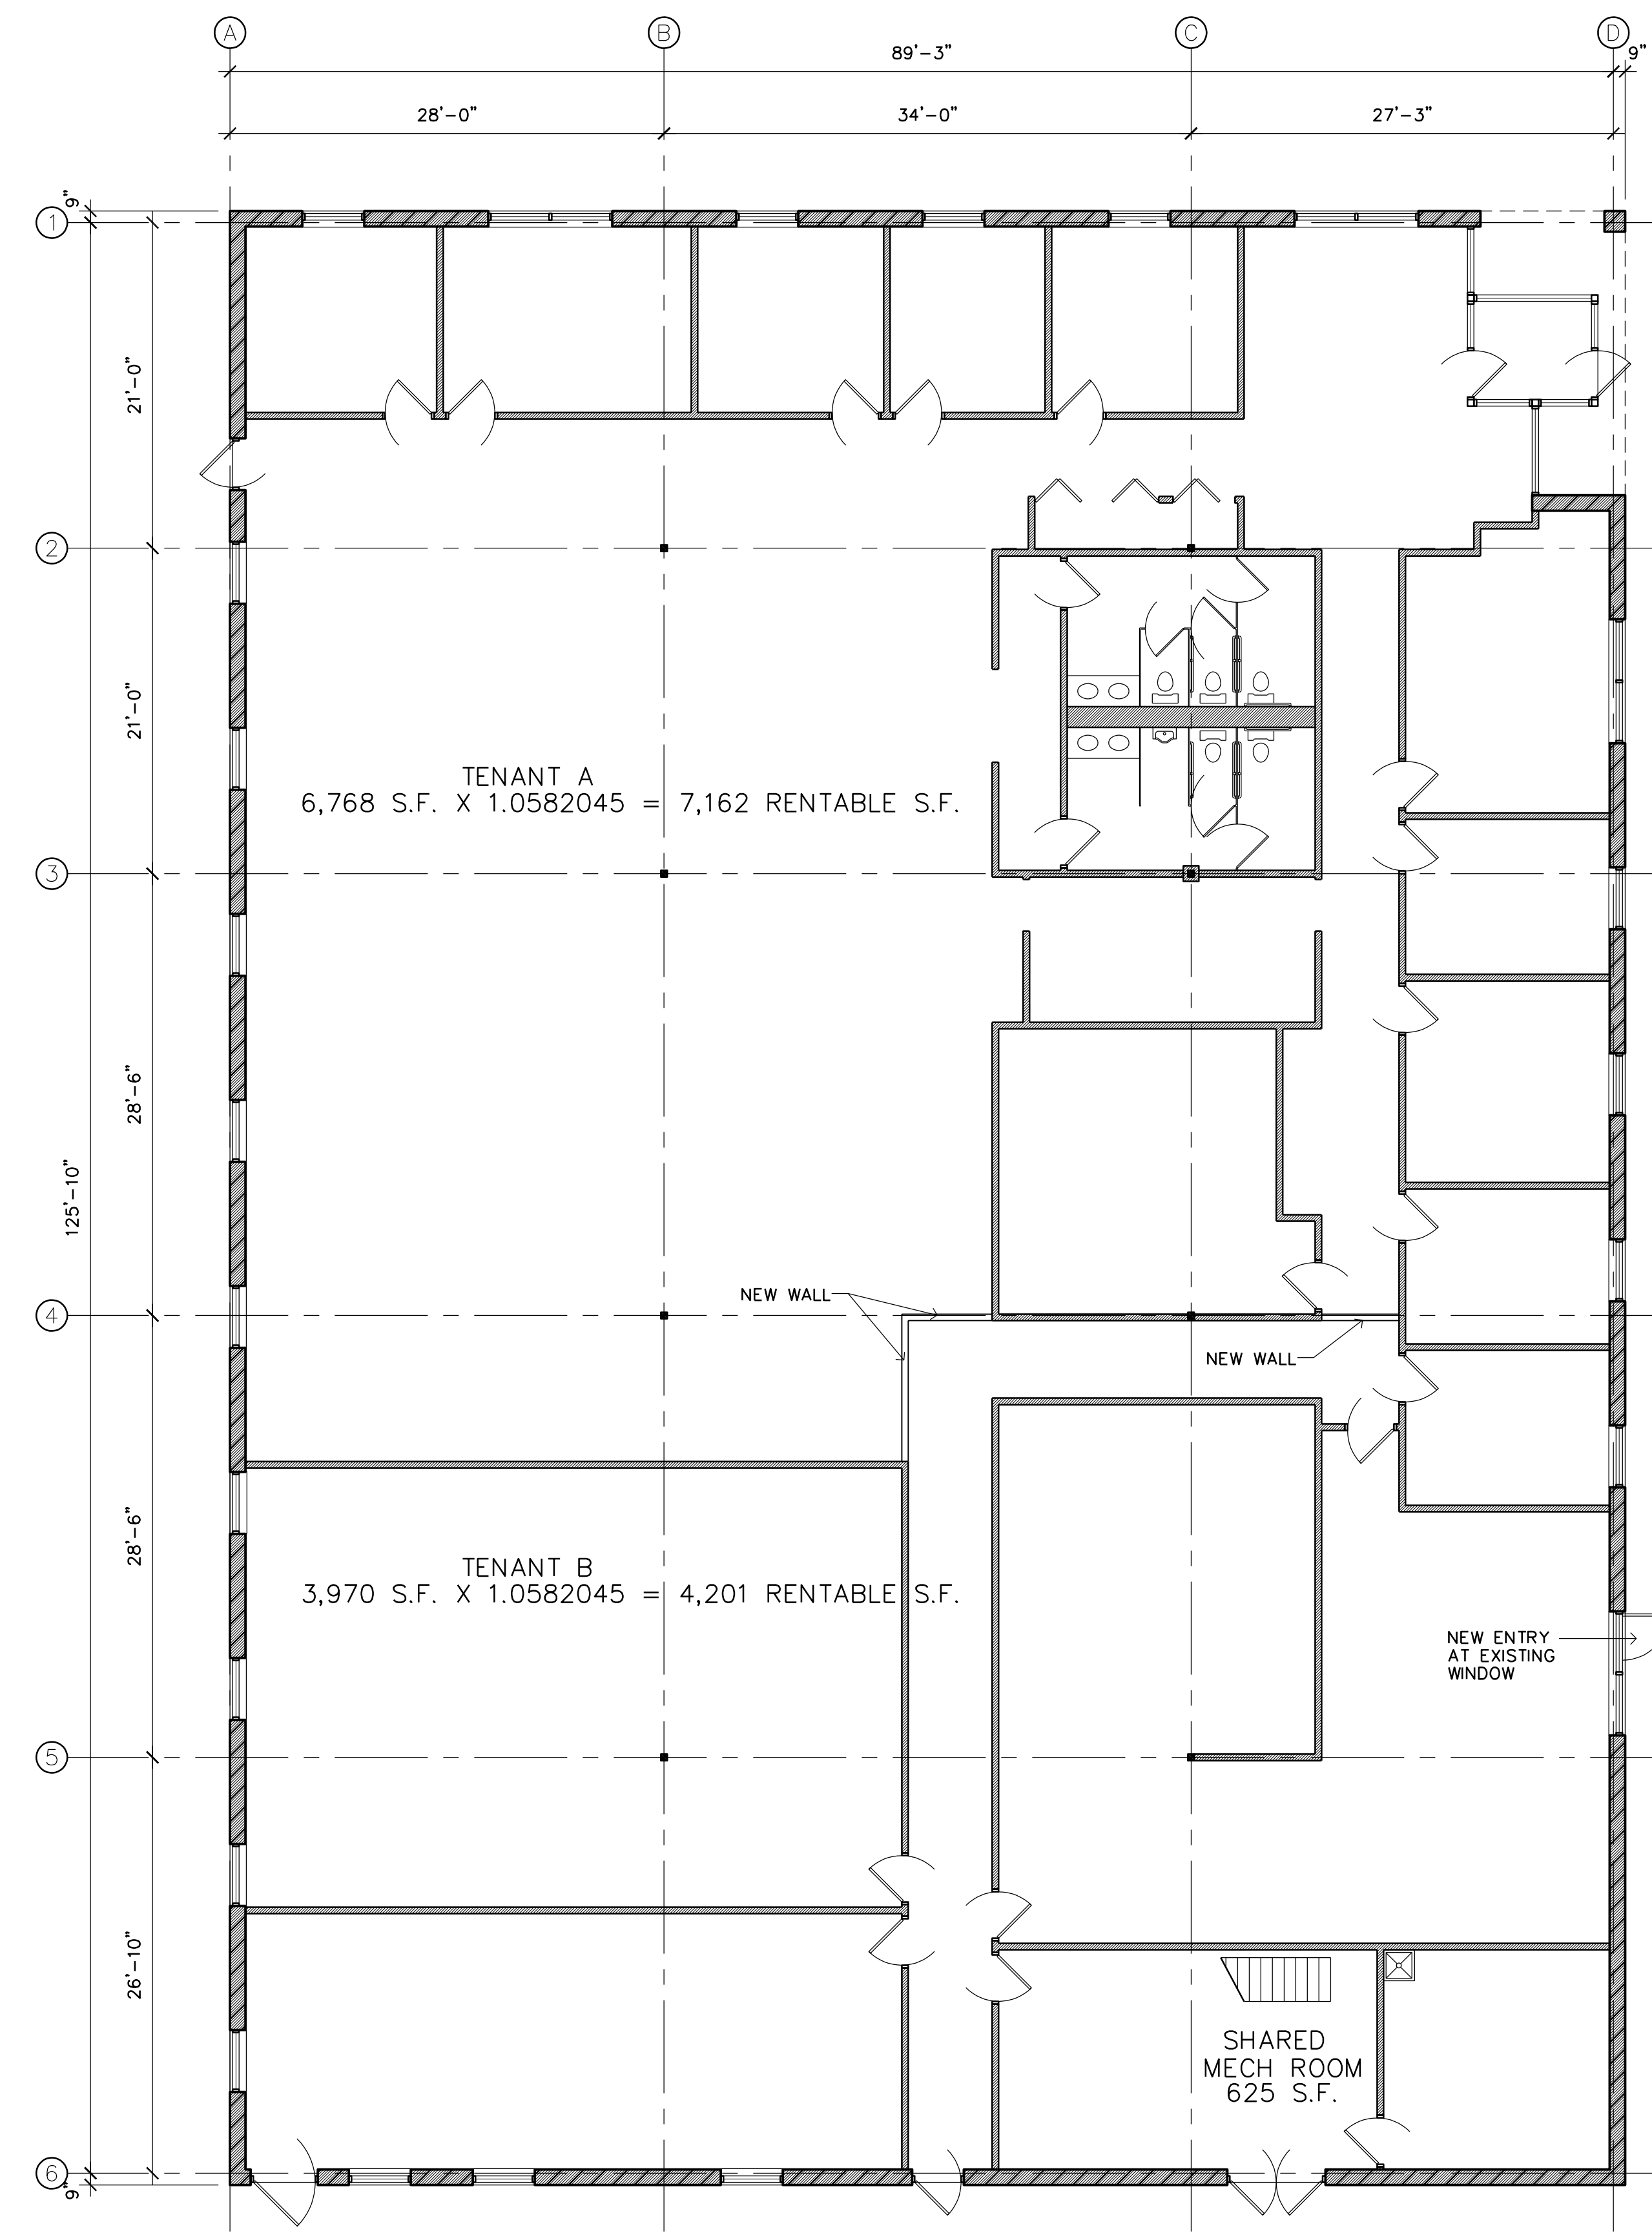 A B C D
89'-3" 9"
28'-0" 34'-0" 27'-3"
9"
1
21'-0"
2
21'-0"
TENANT A
6,768 S.F. X 1.0582045 = 7,162 RENTABLE S.F.
3
28'-6"
125'-10"
NEW WALL
4
NEW WALL
28'-6"
TENANT B
3,970 S.F. X 1.0582045 = 4,201 RENTABLE S.F.
NEW ENTRY
AT EXISTING
WINDOW
5
26'-10"
SHARED
MECH ROOM
625 S.F.
6
9"